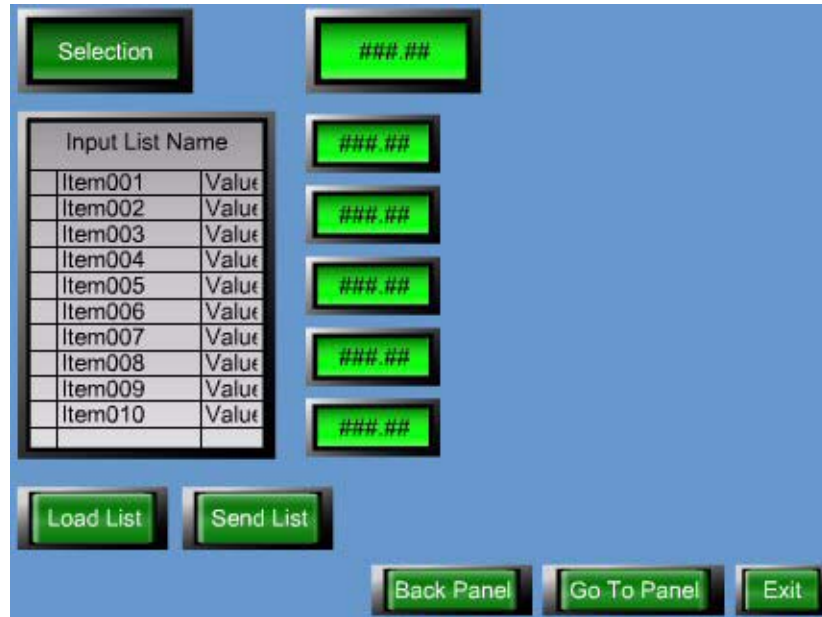 Selection
###.##
Input List Name
###.##
Item001 Value
Item002 Value
###.##
Item003 Value
Item004 Value
Item005 Value
###.##
Item006 Value
Item007 Value
Item008 Value
###.##
Item009 Value
Item010 Value
###.##
Load List
Send List
Back Panel
Go To Panel
Exit